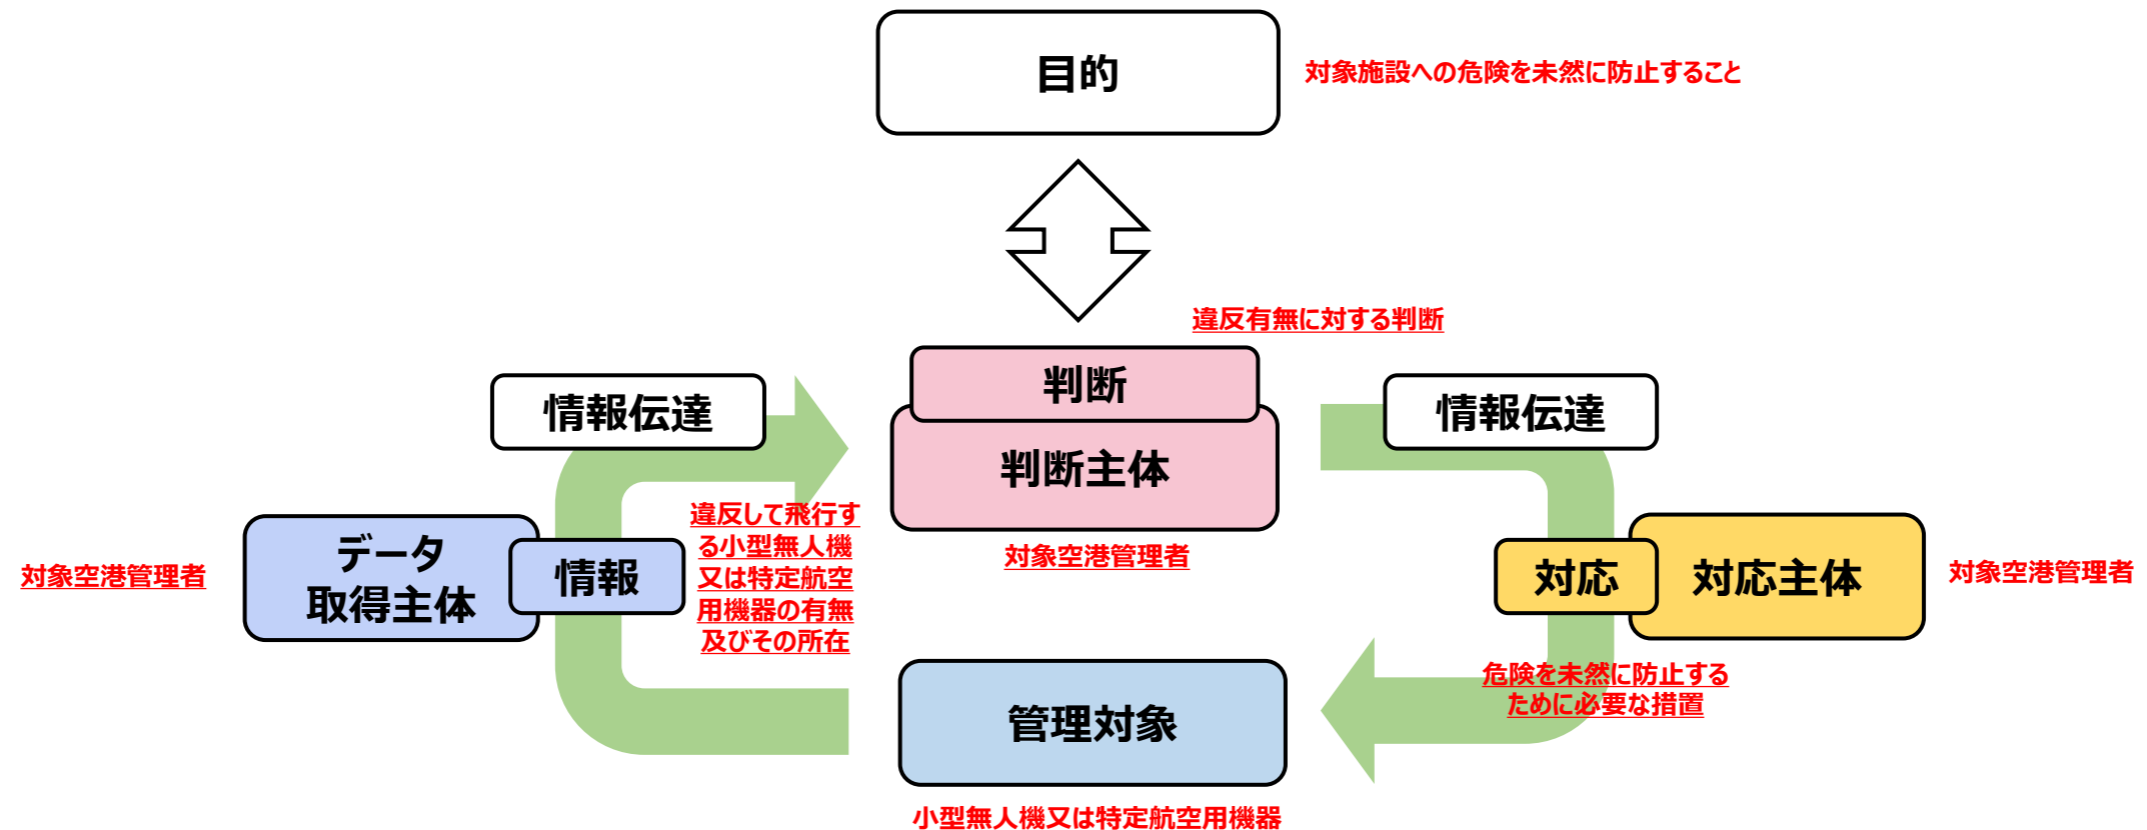 目的
対象施設への危険を未然に防止すること
違反有無に対する判断
判断
判断主体
対象空港管理者
情報伝達
情報伝達
データ
取得主体
情報
対象空港管理者
違反して飛行す
る小型無人機
又は特定航空
用機器の有無
及びその所在
対応
対応主体
対象空港管理者
危険を未然に防止する
ために必要な措置
管理対象
小型無人機又は特定航空用機器